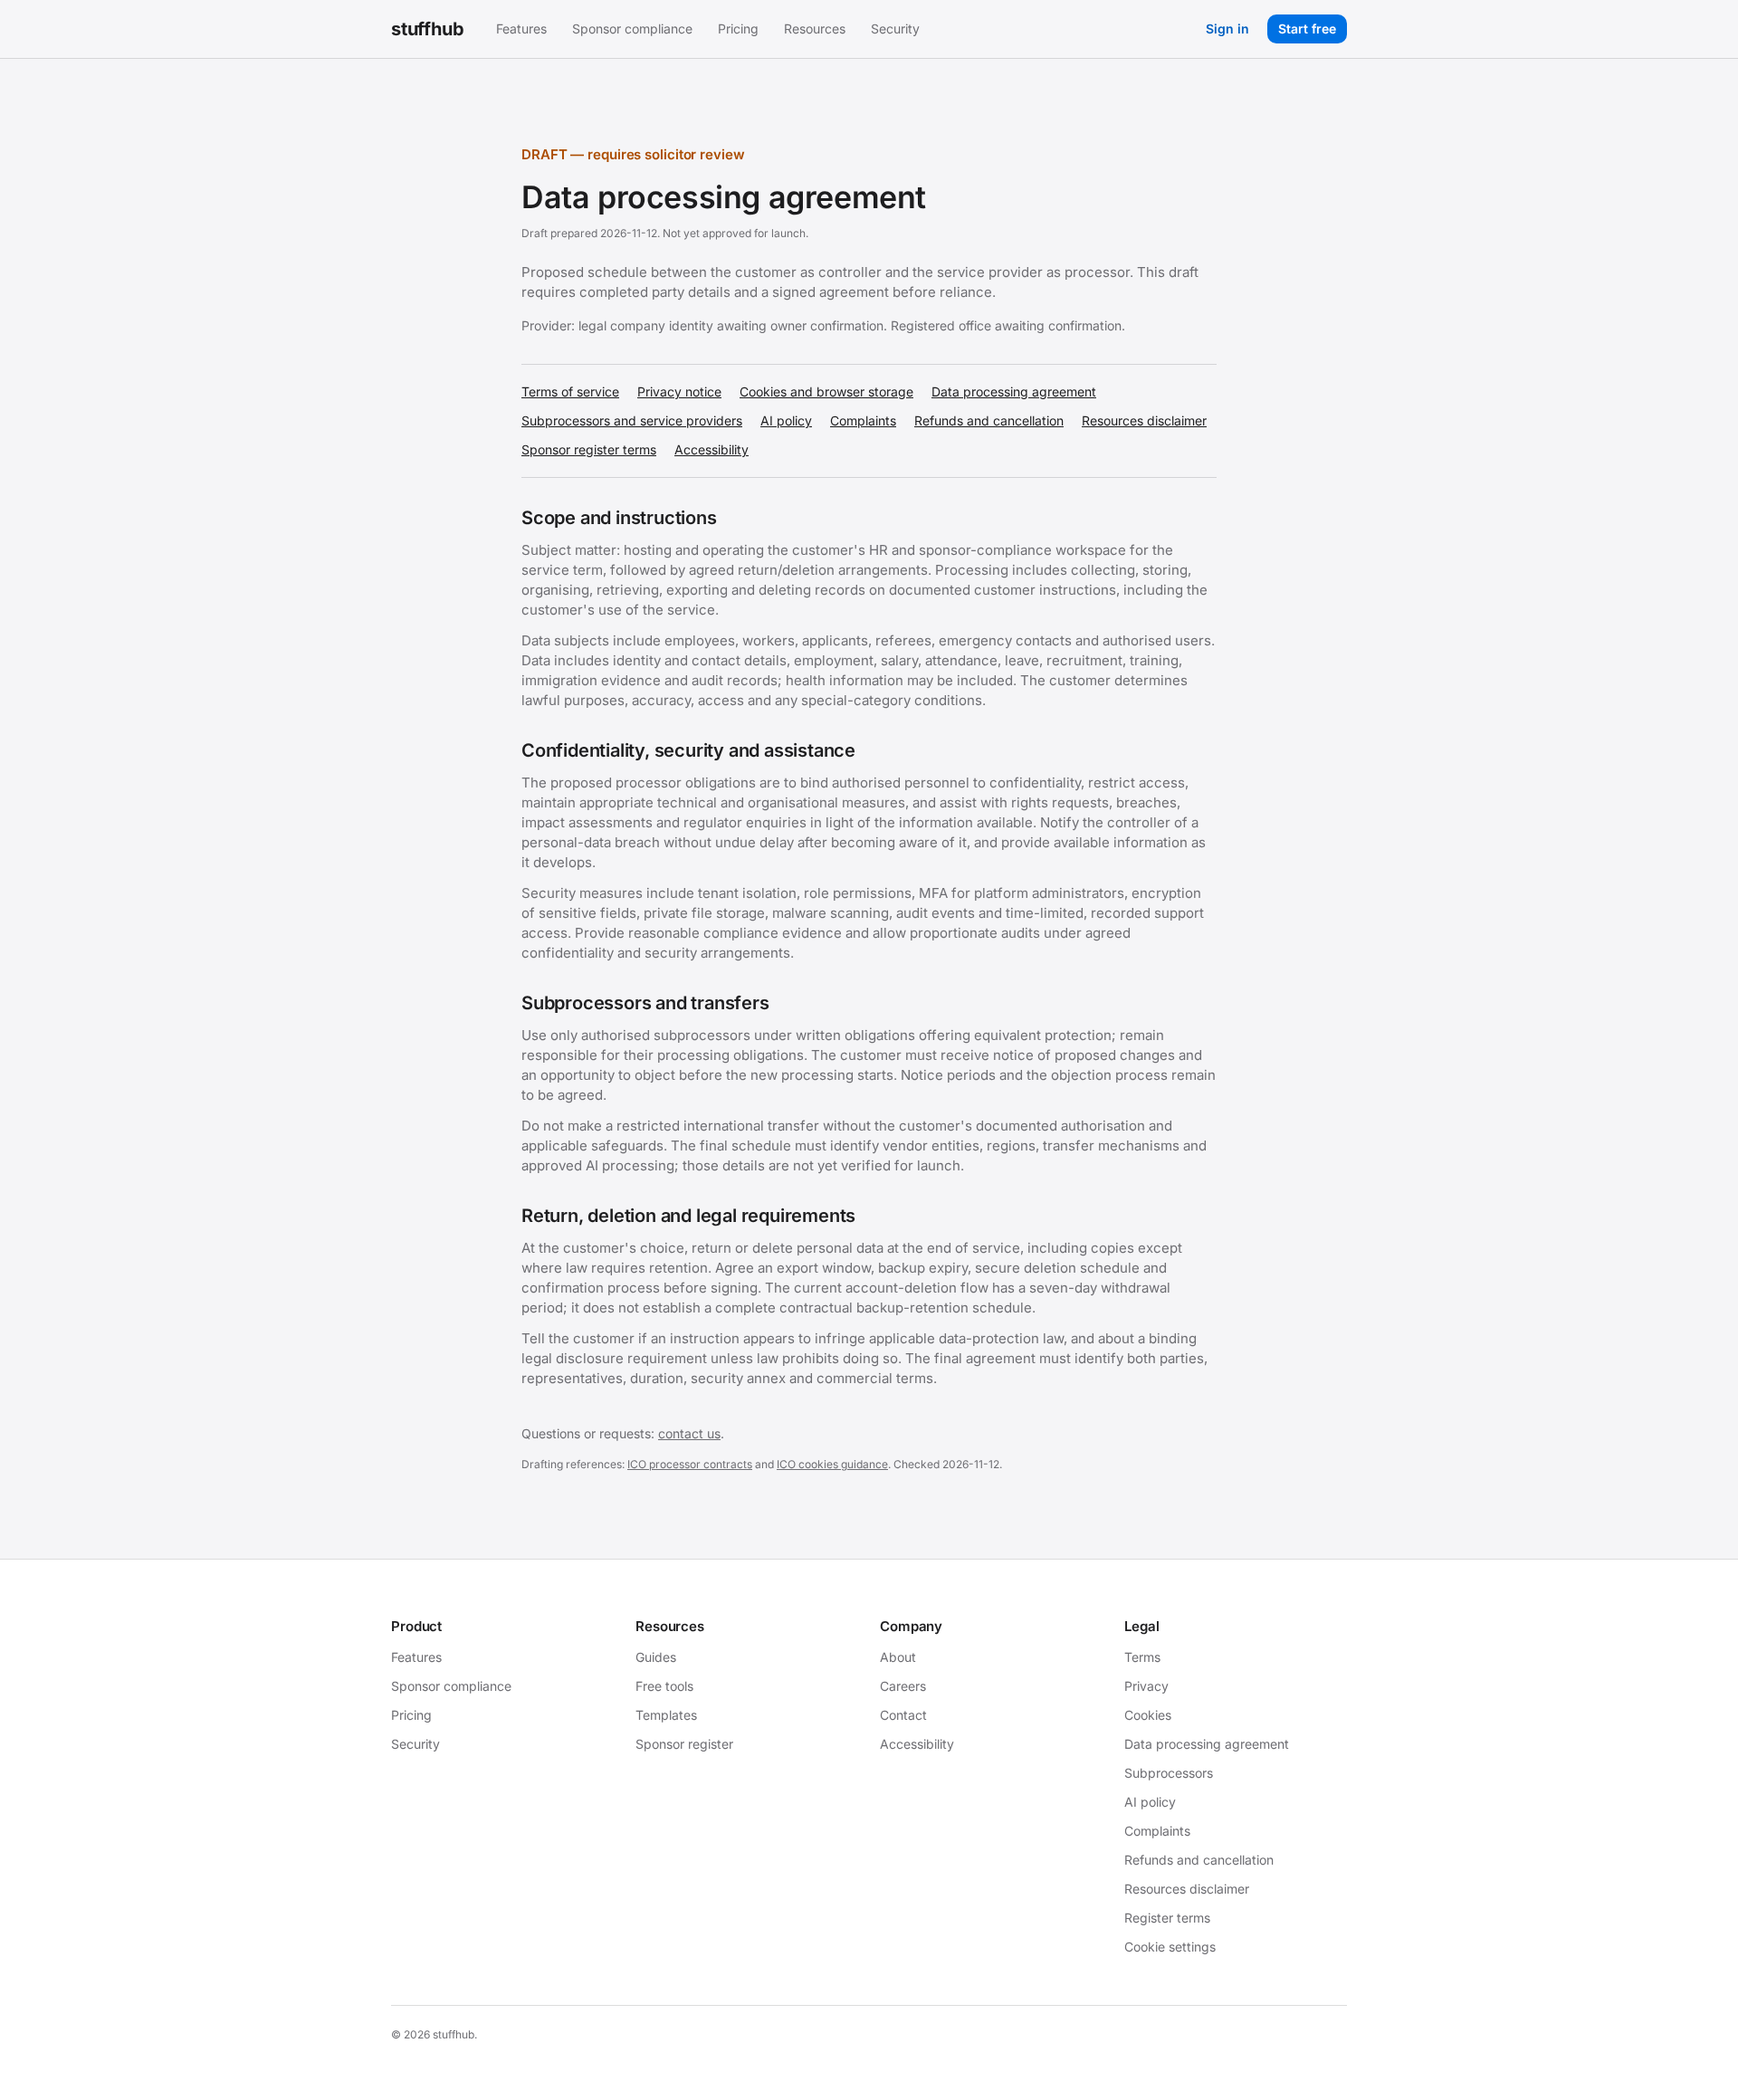 stuffhub Features Sponsor compliance Pricing Resources Security Sign in Start free
DRAFT — requires solicitor review
Data processing agreement
Draft prepared 2026-11-12. Not yet approved for launch.
Proposed schedule between the customer as controller and the service provider as processor. This draft
requires completed party details and a signed agreement before reliance.
Provider: legal company identity awaiting owner confirmation. Registered office awaiting confirmation.
Terms of service Privacy notice Cookies and browser storage Data processing agreement
Subprocessors and service providers AI policy Complaints Refunds and cancellation Resources disclaimer
Sponsor register terms Accessibility
Scope and instructions
Subject matter: hosting and operating the customer's HR and sponsor-compliance workspace for the
service term, followed by agreed return/deletion arrangements. Processing includes collecting, storing,
organising, retrieving, exporting and deleting records on documented customer instructions, including the
customer's use of the service.
Data subjects include employees, workers, applicants, referees, emergency contacts and authorised users.
Data includes identity and contact details, employment, salary, attendance, leave, recruitment, training,
immigration evidence and audit records; health information may be included. The customer determines
lawful purposes, accuracy, access and any special-category conditions.
Confidentiality, security and assistance
The proposed processor obligations are to bind authorised personnel to confidentiality, restrict access,
maintain appropriate technical and organisational measures, and assist with rights requests, breaches,
impact assessments and regulator enquiries in light of the information available. Notify the controller of a
personal-data breach without undue delay after becoming aware of it, and provide available information as
it develops.
Security measures include tenant isolation, role permissions, MFA for platform administrators, encryption
of sensitive fields, private file storage, malware scanning, audit events and time-limited, recorded support
access. Provide reasonable compliance evidence and allow proportionate audits under agreed
confidentiality and security arrangements.
Subprocessors and transfers
Use only authorised subprocessors under written obligations offering equivalent protection; remain
responsible for their processing obligations. The customer must receive notice of proposed changes and
an opportunity to object before the new processing starts. Notice periods and the objection process remain
to be agreed.
Do not make a restricted international transfer without the customer's documented authorisation and
applicable safeguards. The final schedule must identify vendor entities, regions, transfer mechanisms and
approved AI processing; those details are not yet verified for launch.
Return, deletion and legal requirements
At the customer's choice, return or delete personal data at the end of service, including copies except
where law requires retention. Agree an export window, backup expiry, secure deletion schedule and
confirmation process before signing. The current account-deletion flow has a seven-day withdrawal
period; it does not establish a complete contractual backup-retention schedule.
Tell the customer if an instruction appears to infringe applicable data-protection law, and about a binding
legal disclosure requirement unless law prohibits doing so. The final agreement must identify both parties,
representatives, duration, security annex and commercial terms.
Questions or requests: contact us.
Drafting references: ICO processor contracts and ICO cookies guidance. Checked 2026-11-12.
Product
Features
Sponsor compliance
Pricing
Security
Resources
Guides
Free tools
Templates
Sponsor register
Company
About
Careers
Contact
Accessibility
Legal
Terms
Privacy
Cookies
Data processing agreement
Subprocessors
AI policy
Complaints
Refunds and cancellation
Resources disclaimer
Register terms
Cookie settings
© 2026 stuffhub.